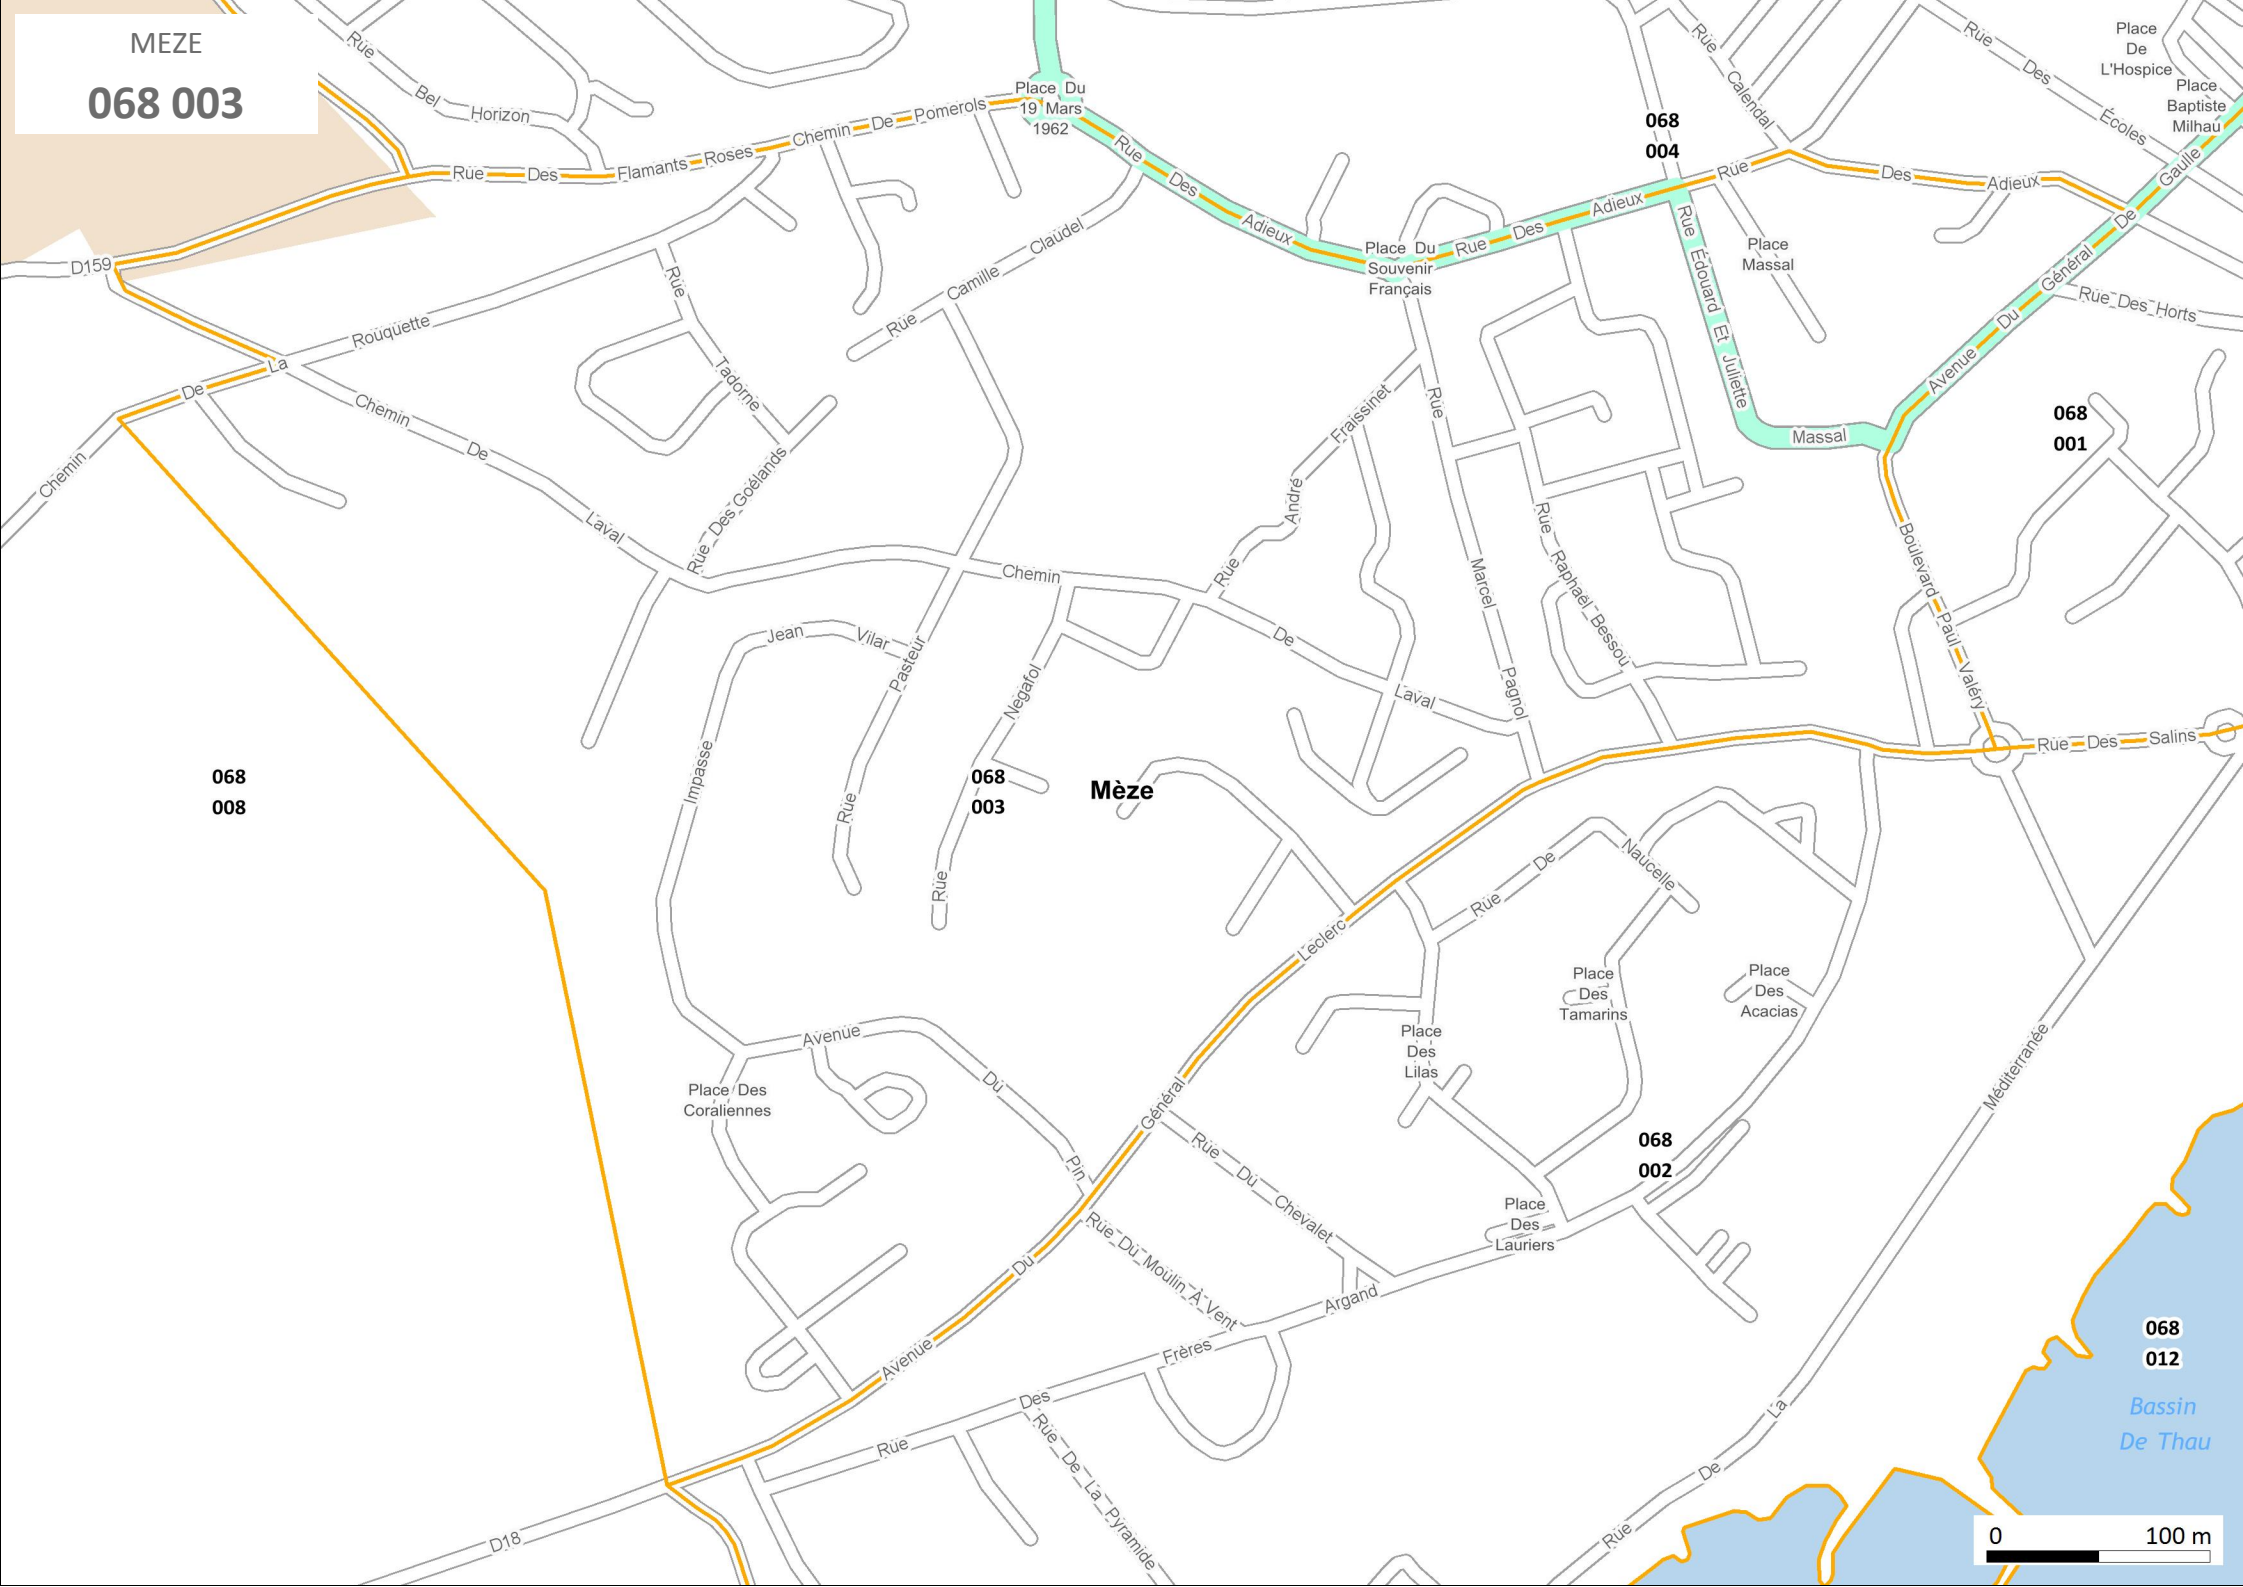 MEZE
068 003
Rue Bel Horizon
Rue Des Flamants Roses
Chemin De Pomerols
Place Du
19 Mars
1962
Rue Des Adieux
Rue Camille Claudel
068
004
Rue Calendal
Rue Des Écoles
Place
De
L'Hospice
Place
Baptiste
Milhau
Rue Des Adieux
Rue Des Adieux
Place Du
Souvenir
Français
Place
Massal
Rue Édouard Et Juliette Massal
Avenue Du Général De Gaulle
Rue Des Horts
D159
Chemin De La Rouquette
Rue Tadorne
Rue Des Goélands
Chemin De Laval
Chemin De Laval
Rue André Fraissinet
Rue Marcel Pagnol
Rue Raphaël Bessou
068
001
Boulevard Paul Valéry
Rue Des Salins
Impasse Jean Vilar
Rue Pasteur
Rue Negafol
068
008
068
003
Mèze
Rue De Naucelle
Avenue Du Général Leclerc
Place
Des
Tamarins
Place
Des
Acacias
Place
Des
Lilas
Avenue Du Pin
Place Des
Coraliennes
Rue Du Chevalet
068
002
Place
Des
Lauriers
Rue Du Moulin À Vent
Rue Des Frères Argand
Rue De La Pyramide
Rue De La Méditerranée
D18
068
012
Bassin
De Thau
0 100 m